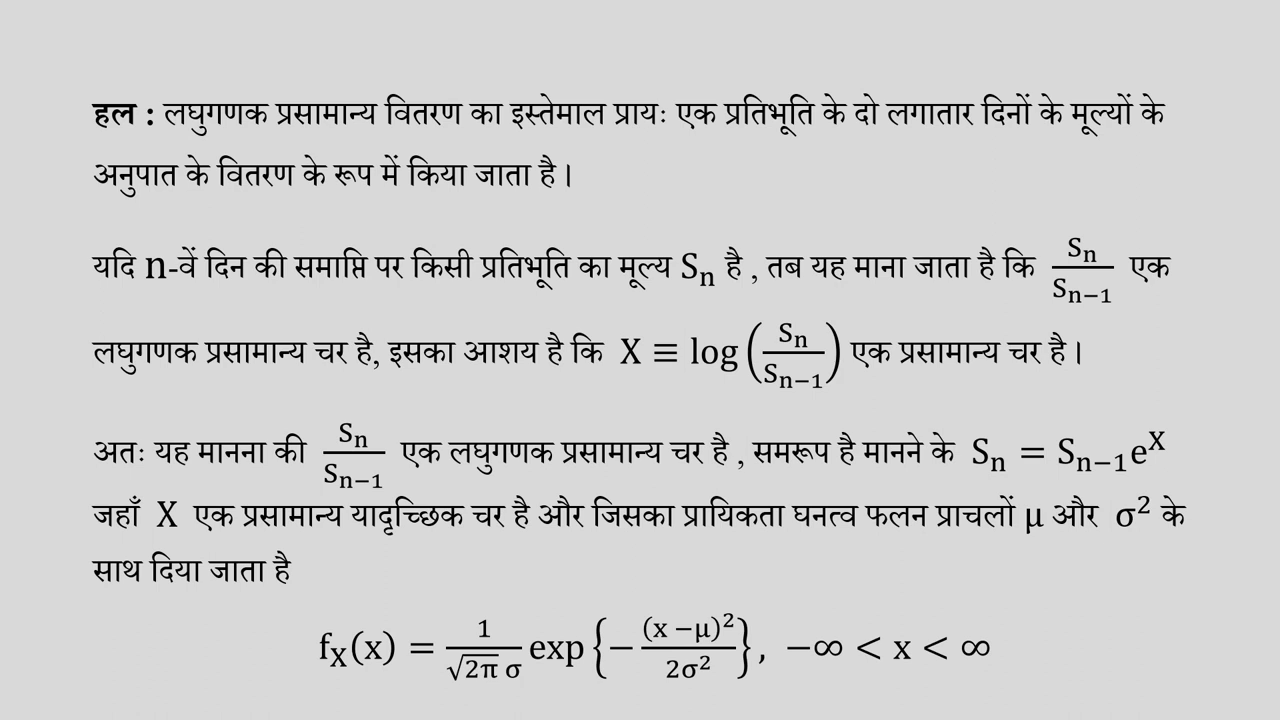 हल : लघुगणक प्रसामान्य वितरण का इस्तेमाल प्रायः एक प्रतिभूति के दो लगातार दिनों के मूल्यों के
अनुपात के वितरण के रूप में किया जाता है।
यदि n-वें दिन की समाप्ति पर किसी प्रतिभूति का मूल्य Sₙ है , तब यह माना जाता है कि Sₙ/Sₙ₋₁ एक
लघुगणक प्रसामान्य चर है, इसका आशय है कि X ≡ log(Sₙ/Sₙ₋₁) एक प्रसामान्य चर है।
अतः यह मानना की Sₙ/Sₙ₋₁ एक लघुगणक प्रसामान्य चर है , समरूप है मानने के Sₙ = Sₙ₋₁e^X
जहाँ X एक प्रसामान्य यादृच्छिक चर है और जिसका प्रायिकता घनत्व फलन प्राचलों μ और σ² के
साथ दिया जाता है
f_X(x) = 1/(√2π σ) exp{−(x −μ)²/2σ²}, −∞ < x < ∞